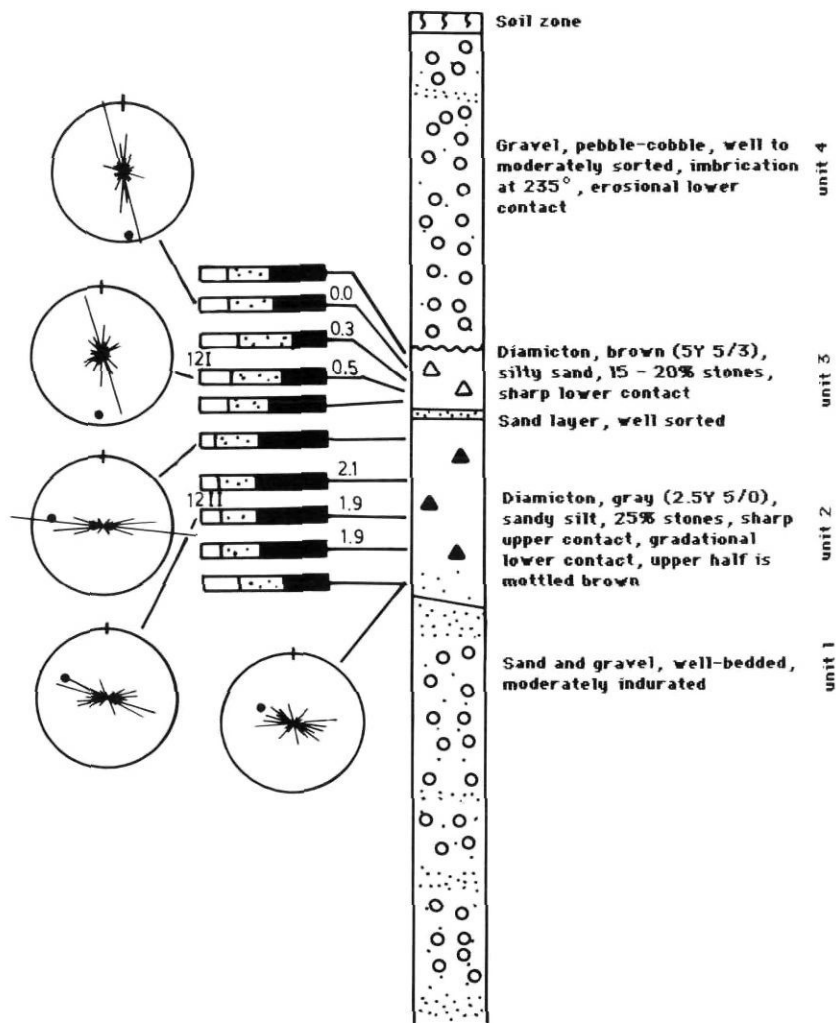 Soil zone
Gravel, pebble-cobble, well to
moderately sorted, imbrication
at 235°, erosional lower
contact
unit 4
0.0
0.3
12I
0.5
Diamicton, brown (5Y 5/3),
silty sand, 15 - 20% stones,
sharp lower contact
unit 3
Sand layer, well sorted
2.1
12II
1.9
1.9
Diamicton, gray (2.5Y 5/0),
sandy silt, 25% stones, sharp
upper contact, gradational
lower contact, upper half is
mottled brown
unit 2
Sand and gravel, well-bedded,
moderately indurated
unit 1